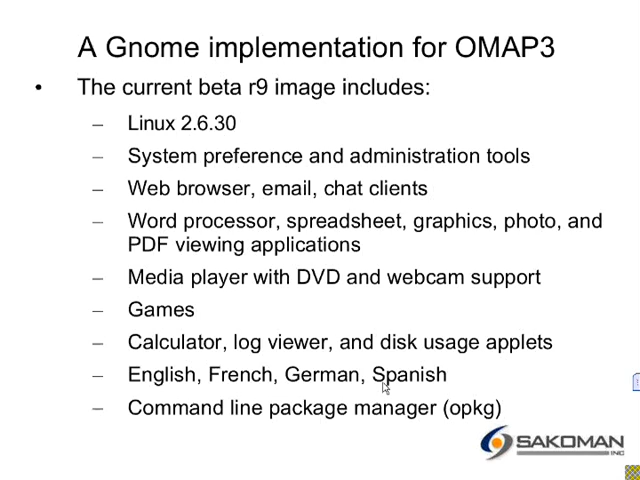 A Gnome implementation for OMAP3
• The current beta r9 image includes:
– Linux 2.6.30
– System preference and administration tools
– Web browser, email, chat clients
– Word processor, spreadsheet, graphics, photo, and
PDF viewing applications
– Media player with DVD and webcam support
– Games
– Calculator, log viewer, and disk usage applets
– English, French, German, Spanish
– Command line package manager (opkg)
SAKOMAN
INC